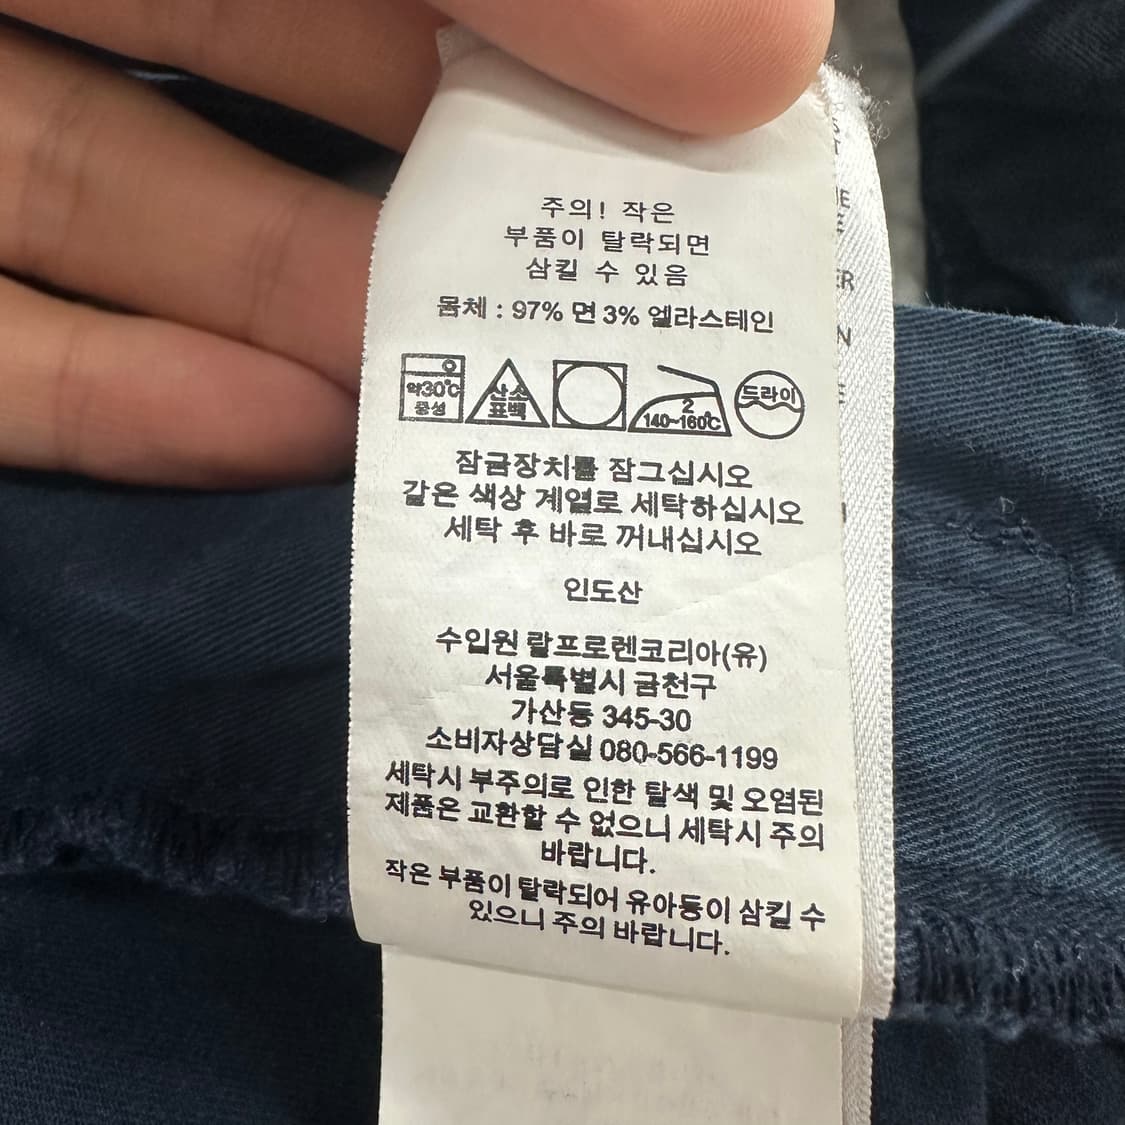 주의! 작은
부품이 탈락되면
삼킬 수 있음
몸체 : 97% 면 3% 엘라스테인
약30℃
중성
산소
표백
2
140~160℃
드라이
잠금장치를 잠그십시오
같은 색상 계열로 세탁하십시오
세탁 후 바로 꺼내십시오
인도산
수입원 랄프로렌코리아(유)
서울특별시 금천구
가산동 345-30
소비자상담실 080-566-1199
세탁시 부주의로 인한 탈색 및 오염된
제품은 교환할 수 없으니 세탁시 주의
바랍니다.
작은 부품이 탈락되어 유아등이 삼킬 수
있으니 주의 바랍니다.